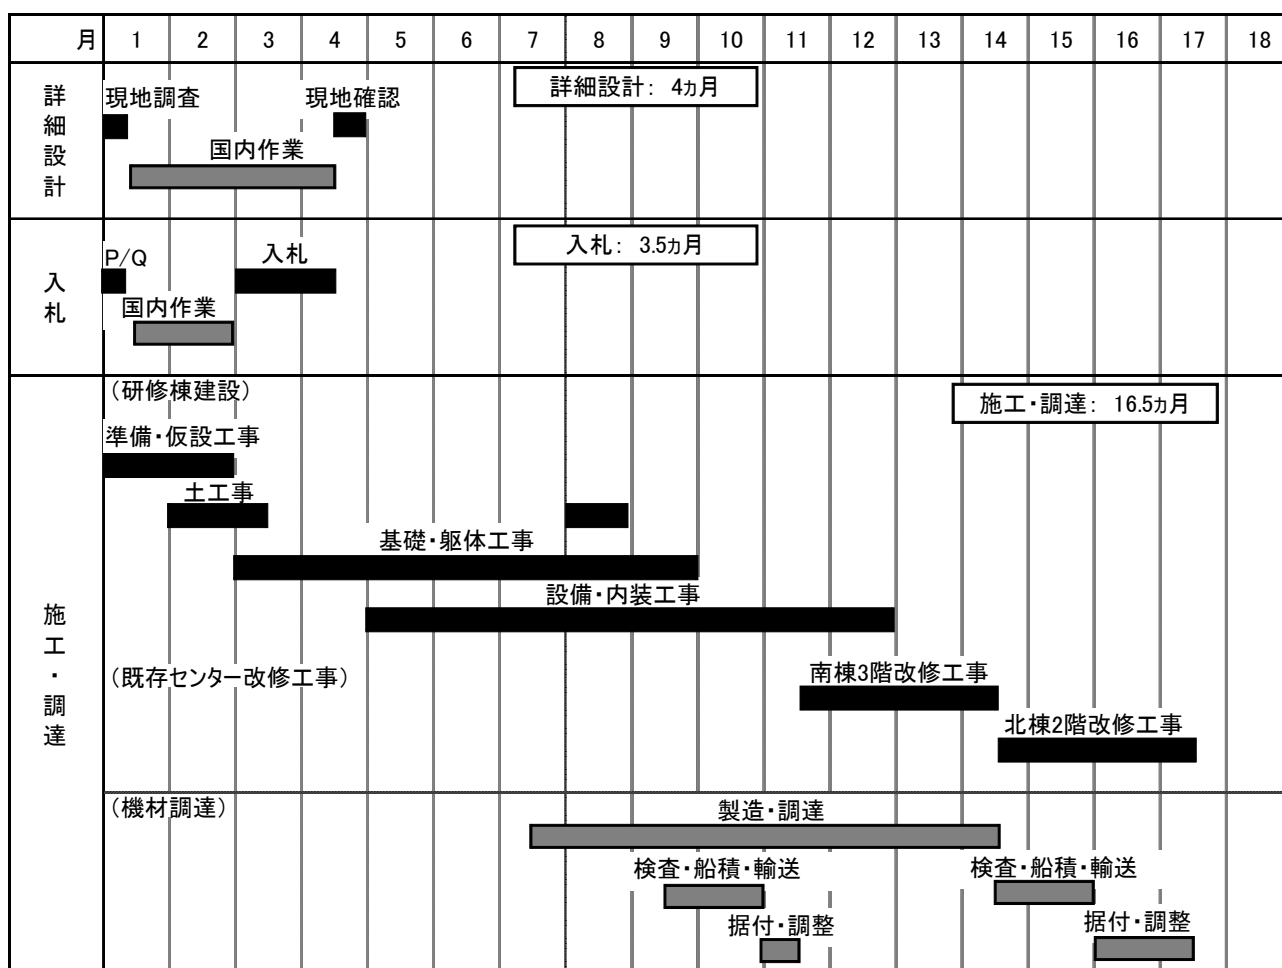 月 1 2 3 4 5 6 7 8 9 10 11 12 13 14 15 16 17 18
詳細設計
詳細設計： 4ヵ月
現地調査 現地確認
国内作業
入札
入札： 3.5ヵ月
P/Q 入札
国内作業
施工・調達
（研修棟建設）
施工・調達： 16.5ヵ月
準備・仮設工事
土工事
基礎・躯体工事
設備・内装工事
（既存センター改修工事） 南棟3階改修工事
北棟2階改修工事
（機材調達） 製造・調達
検査・船積・輸送 検査・船積・輸送
据付・調整 据付・調整